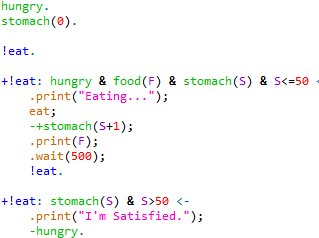 hungry.
stomach(0).
!eat.
+!eat: hungry & food(F) & stomach(S) & S<=50 <
.print("Eating...");
eat;
-+stomach(S+1);
.print(F);
.wait(500);
!eat.
+!eat: stomach(S) & S>50 <-
.print("I'm Satisfied.");
-hungry.